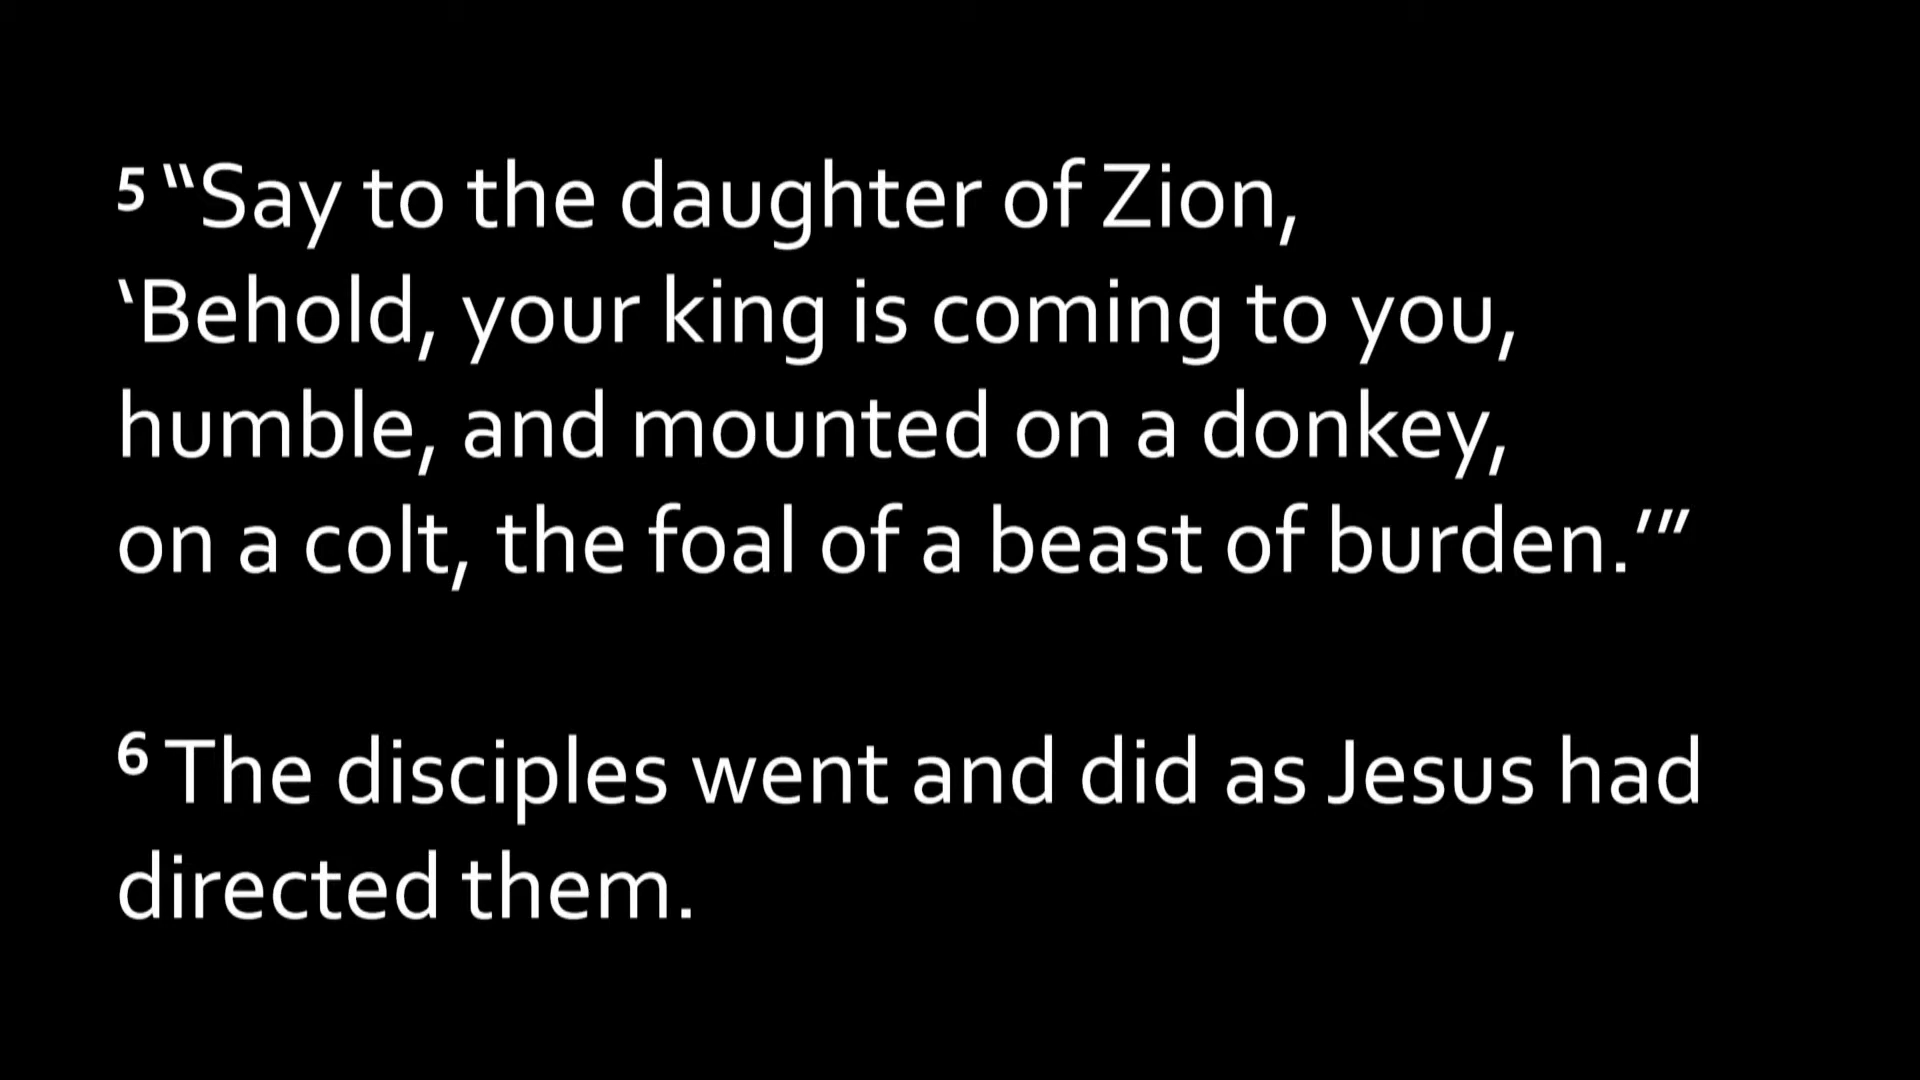 5 “Say to the daughter of Zion,
‘Behold, your king is coming to you,
humble, and mounted on a donkey,
on a colt, the foal of a beast of burden.’”
6 The disciples went and did as Jesus had
directed them.